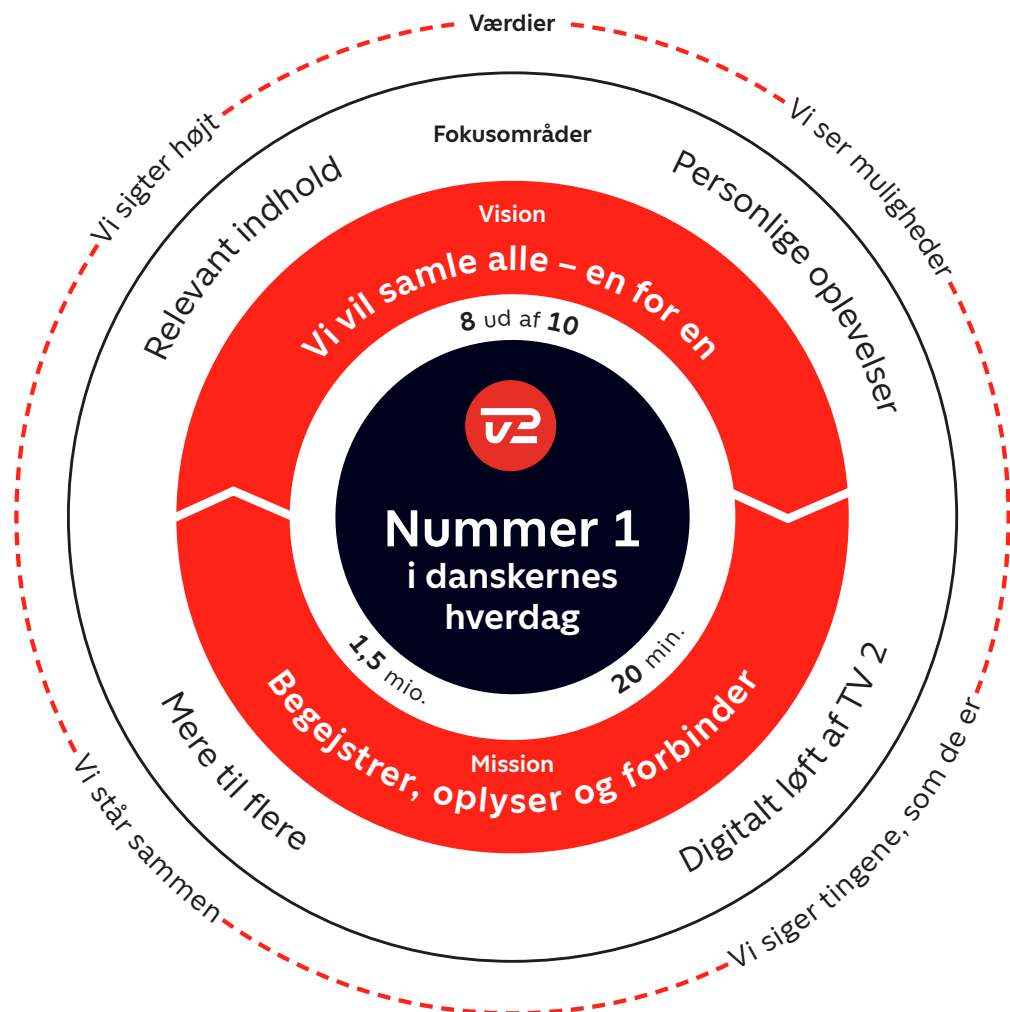 Værdier
Vi sigter højt
Vi ser muligheder
Fokusområder
Relevant indhold
Personlige oplevelser
Vision
Vi vil samle alle – en for en
8 ud af 10
Nummer 1
i danskernes
hverdag
1,5 mio.
20 min.
Mission
Begejstrer, oplyser og forbinder
Mere til flere
Digitalt løft af TV 2
Vi står sammen
Vi siger tingene, som de er